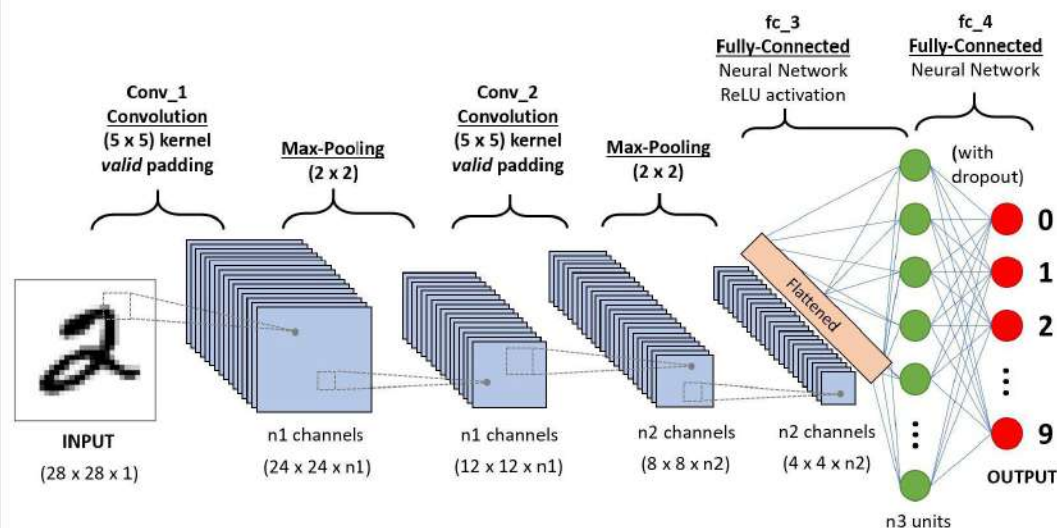 fc_3
Fully-Connected
Neural Network
ReLU activation
fc_4
Fully-Connected
Neural Network
Conv_1
Convolution
(5 x 5) kernel
valid padding
Max-Pooling
(2 x 2)
Conv_2
Convolution
(5 x 5) kernel
valid padding
Max-Pooling
(2 x 2)
(with
dropout)
0
1
2
⋮
9
Flattened
⋮
INPUT
(28 x 28 x 1)
n1 channels
(24 x 24 x n1)
n1 channels
(12 x 12 x n1)
n2 channels
(8 x 8 x n2)
n2 channels
(4 x 4 x n2)
OUTPUT
n3 units
2